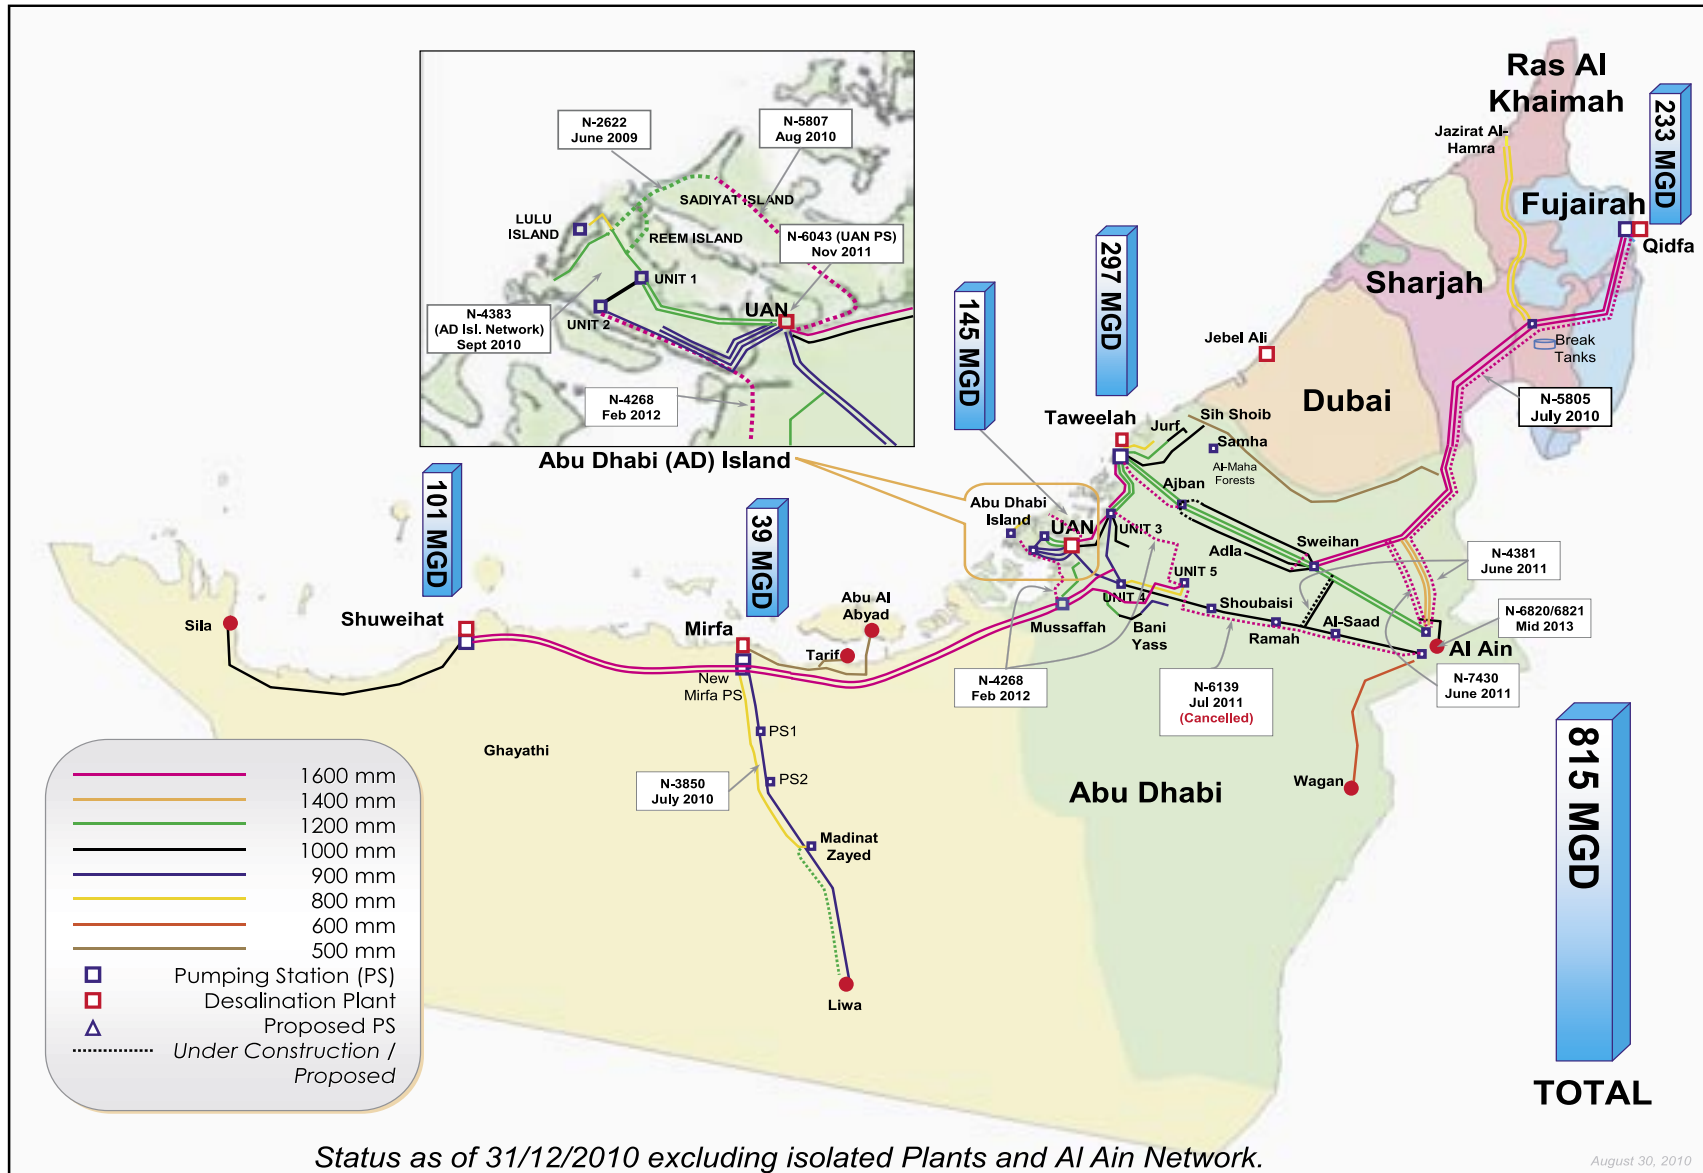 N-2622
June 2009
N-5807
Aug 2010
SADIYAT ISLAND
LULU
ISLAND
REEM ISLAND
N-6043 (UAN PS)
Nov 2011
UNIT 1
UAN
N-4383
(AD Isl. Network)
Sept 2010
UNIT 2
N-4268
Feb 2012
Abu Dhabi (AD) Island
Ras Al
Khaimah
233 MGD
Jazirat Al-
Hamra
Fujairah
Qidfa
Sharjah
297 MGD
145 MGD
Jebel Ali
Break
Tanks
Dubai
N-5805
July 2010
Taweelah
Sih Shoib
Jurf
Samha
Al-Maha
Forests
Ajban
101 MGD
39 MGD
Abu Dhabi
Island
UAN
UNIT 3
Adla
Sweihan
N-4381
June 2011
UNIT 5
UNIT 4
Shoubaisi
Mussaffah
Bani
Yass
Ramah
Al-Saad
N-6820/6821
Mid 2013
Al Ain
Sila
Shuweihat
Mirfa
Abu Al
Abyad
Tarif
New
Mirfa PS
N-4268
Feb 2012
N-6139
Jul 2011
(Cancelled)
N-7430
June 2011
PS1
Ghayathi
PS2
N-3850
July 2010
Wagan
Abu Dhabi
815 MGD
Madinat
Zayed
Liwa
1600 mm
1400 mm
1200 mm
1000 mm
900 mm
800 mm
600 mm
500 mm
Pumping Station (PS)
Desalination Plant
Proposed PS
Under Construction /
Proposed
TOTAL
Status as of 31/12/2010 excluding isolated Plants and Al Ain Network.
August 30, 2010